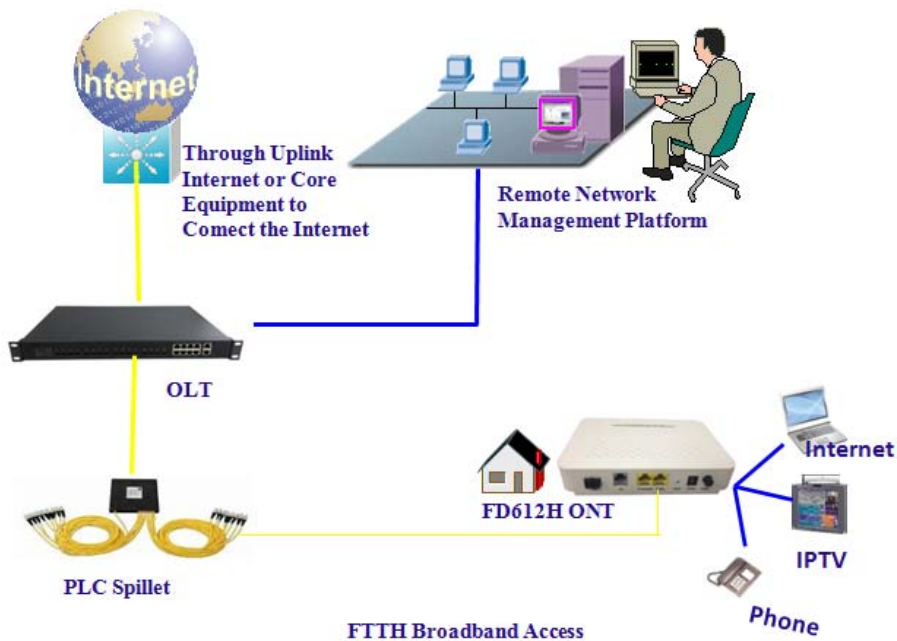 Internet
Through Uplink
Internet or Core
Equipment to
Comect the Internet
Remote Network
Management Platform
OLT
PLC Spillet
FD612H ONT
Internet
IPTV
Phone
FTTH Broadband Access